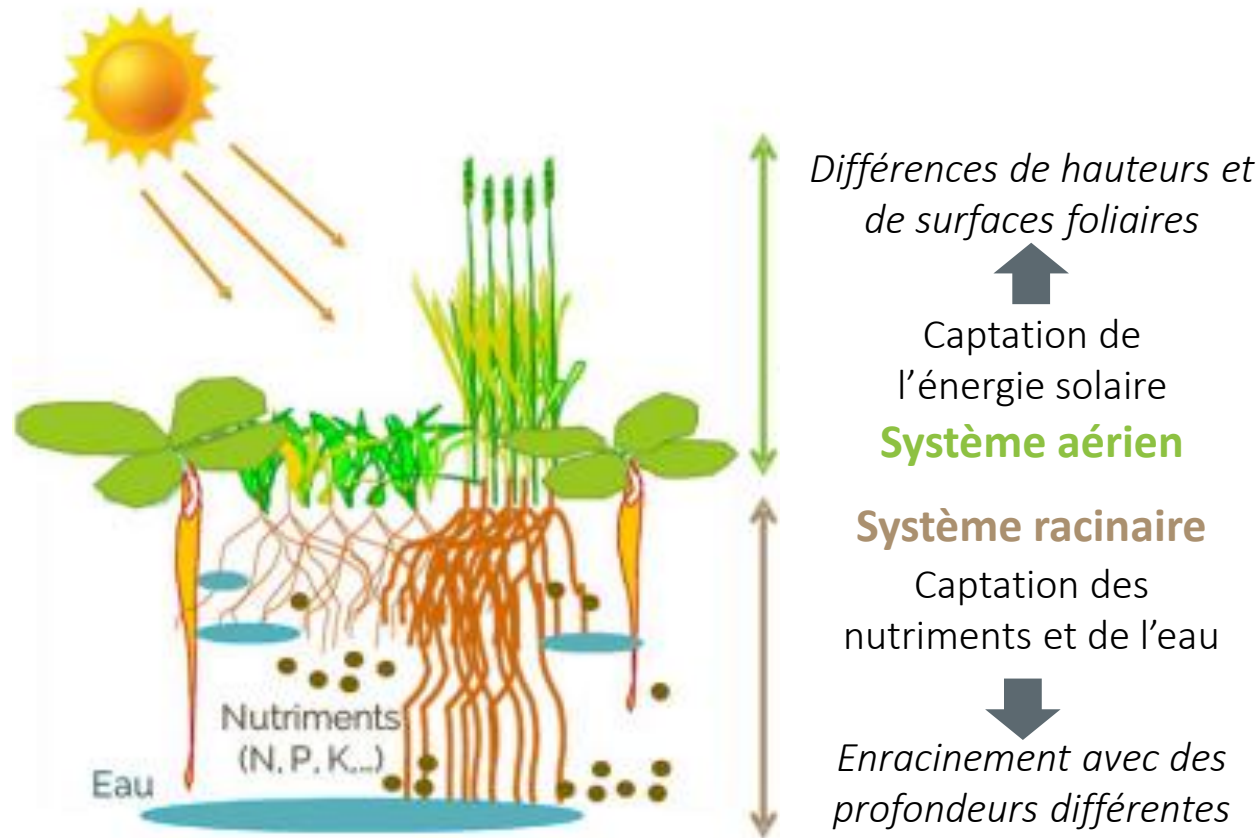 Différences de hauteurs et
de surfaces foliaires
Captation de
l’énergie solaire
Système aérien
Système racinaire
Captation des
nutriments et de l’eau
Enracinement avec des
profondeurs différentes
Nutriments
(N, P, K,...)
Eau